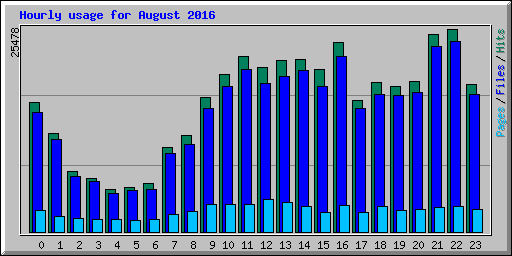 Hourly usage for August 2016
25478
Pages / Files / Hits
0 1 2 3 4 5 6 7 8 9 10 11 12 13 14 15 16 17 18 19 20 21 22 23